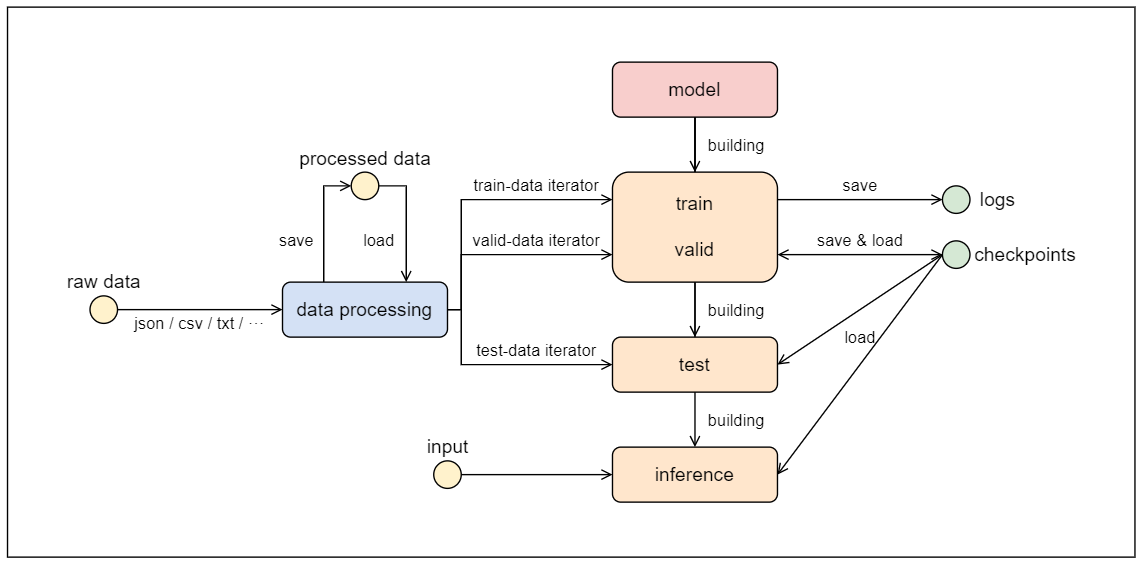 model
building
processed data
train-data iterator
train
save
logs
save
load
valid-data iterator
valid
save & load
checkpoints
raw data
json / csv / txt / ···
data processing
building
load
test-data iterator
test
building
input
inference